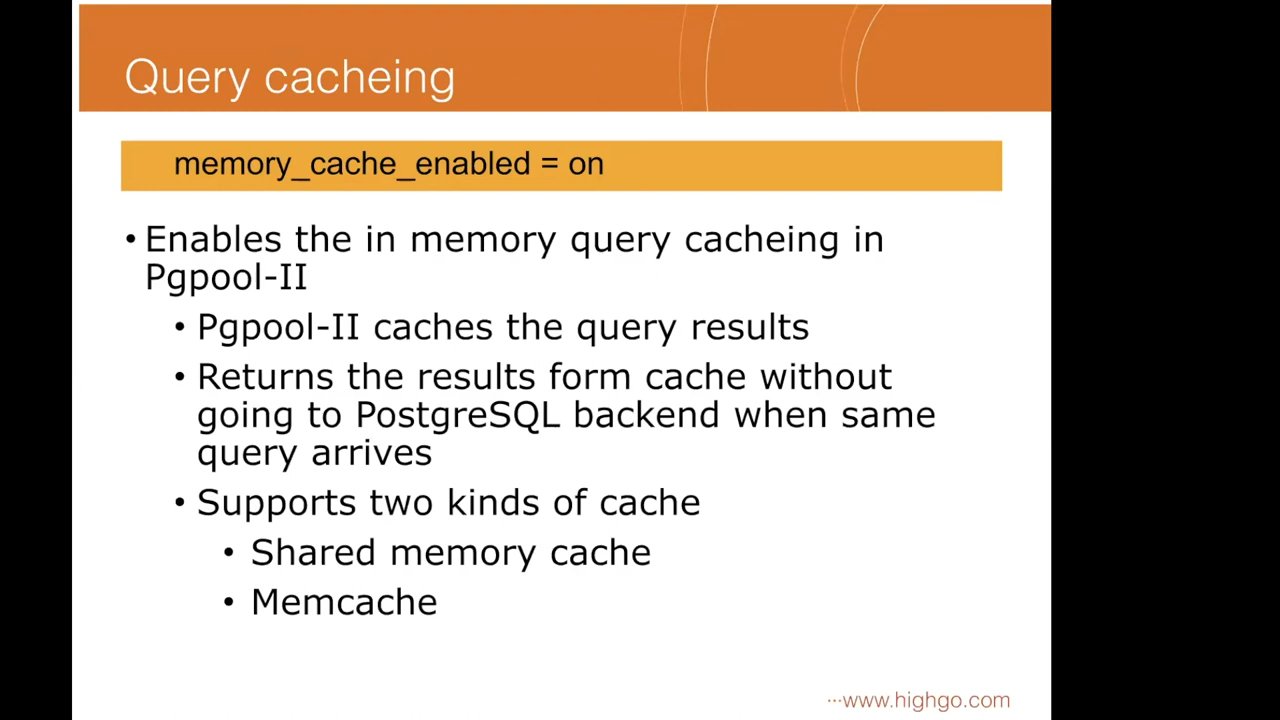 Query cacheing
memory_cache_enabled = on
• Enables the in memory query cacheing in
Pgpool-II
• Pgpool-II caches the query results
• Returns the results form cache without
going to PostgreSQL backend when same
query arrives
• Supports two kinds of cache
• Shared memory cache
• Memcache
···www.highgo.com